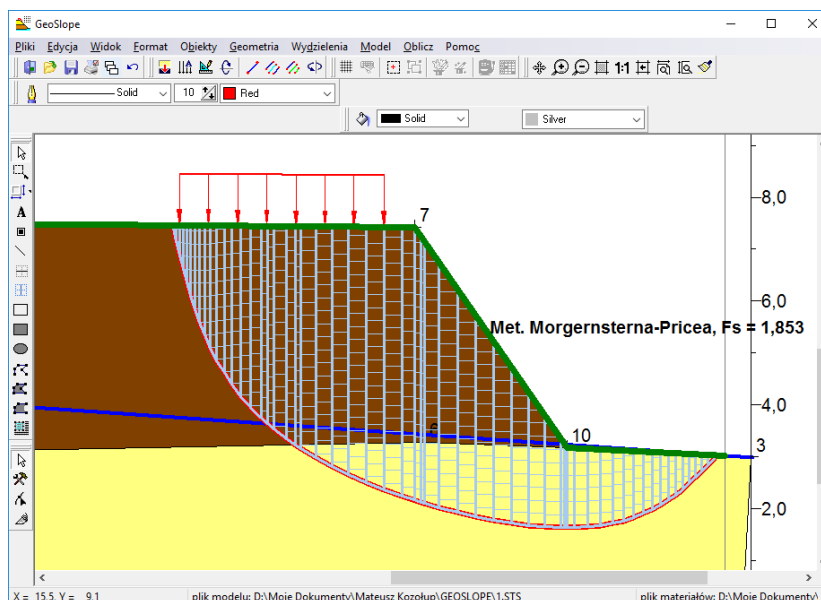 GeoSlope
Pliki Edycja Widok Format Obiekty Geometria Wydzielenia Model Oblicz Pomoc
1:1
Solid 10 Red
Solid Silver
7
8,0
6,0
Met. Morgernsterna-Pricea, Fs = 1,853
4,0
10
3
2,0
X = 15.5, Y = 9.1 plik modelu: D:\Moje Dokumenty\Mateusz Kozołup\GEOSLOPE\1.STS plik materiałów: D:\Moje Dokumenty\